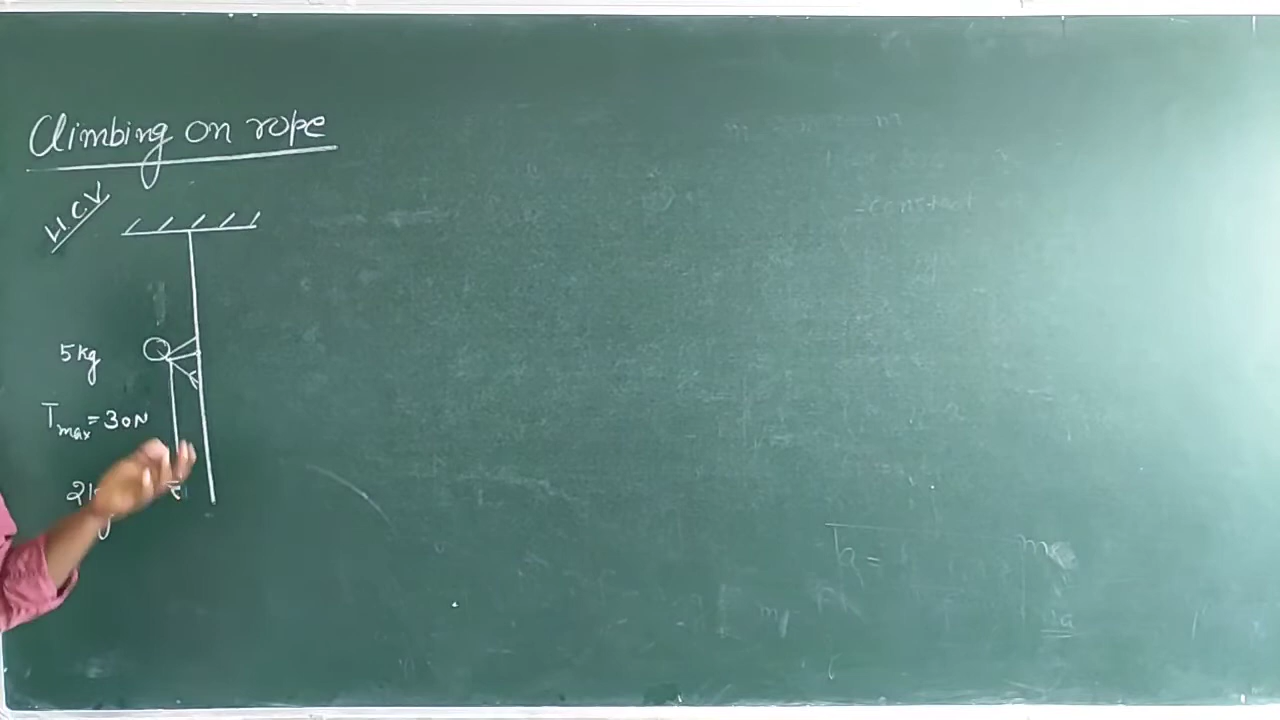 Climbing on rope
H.C.V.
5kg
Tmax = 30N